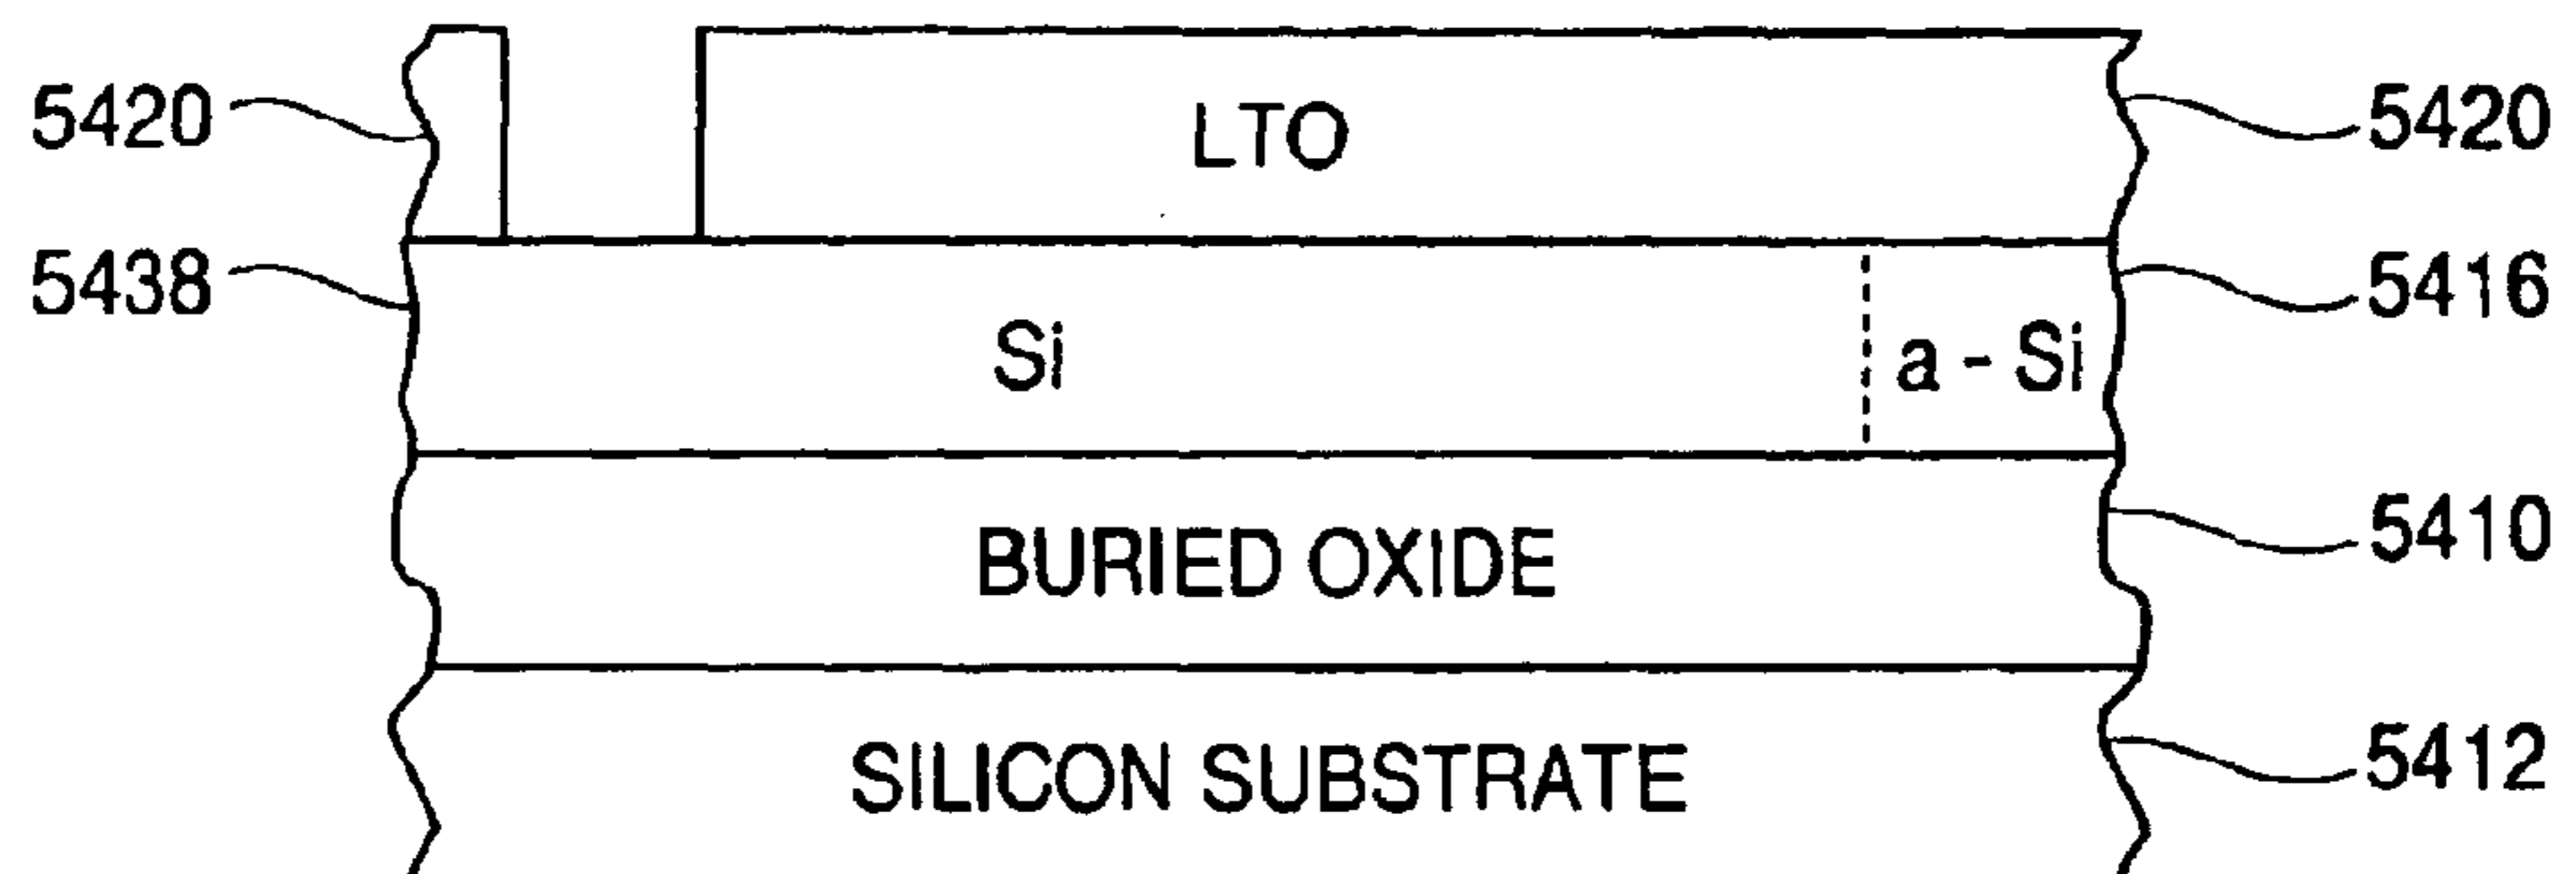 5420 LTO 5420
5438 5416
Si a - Si
BURIED OXIDE 5410
SILICON SUBSTRATE 5412